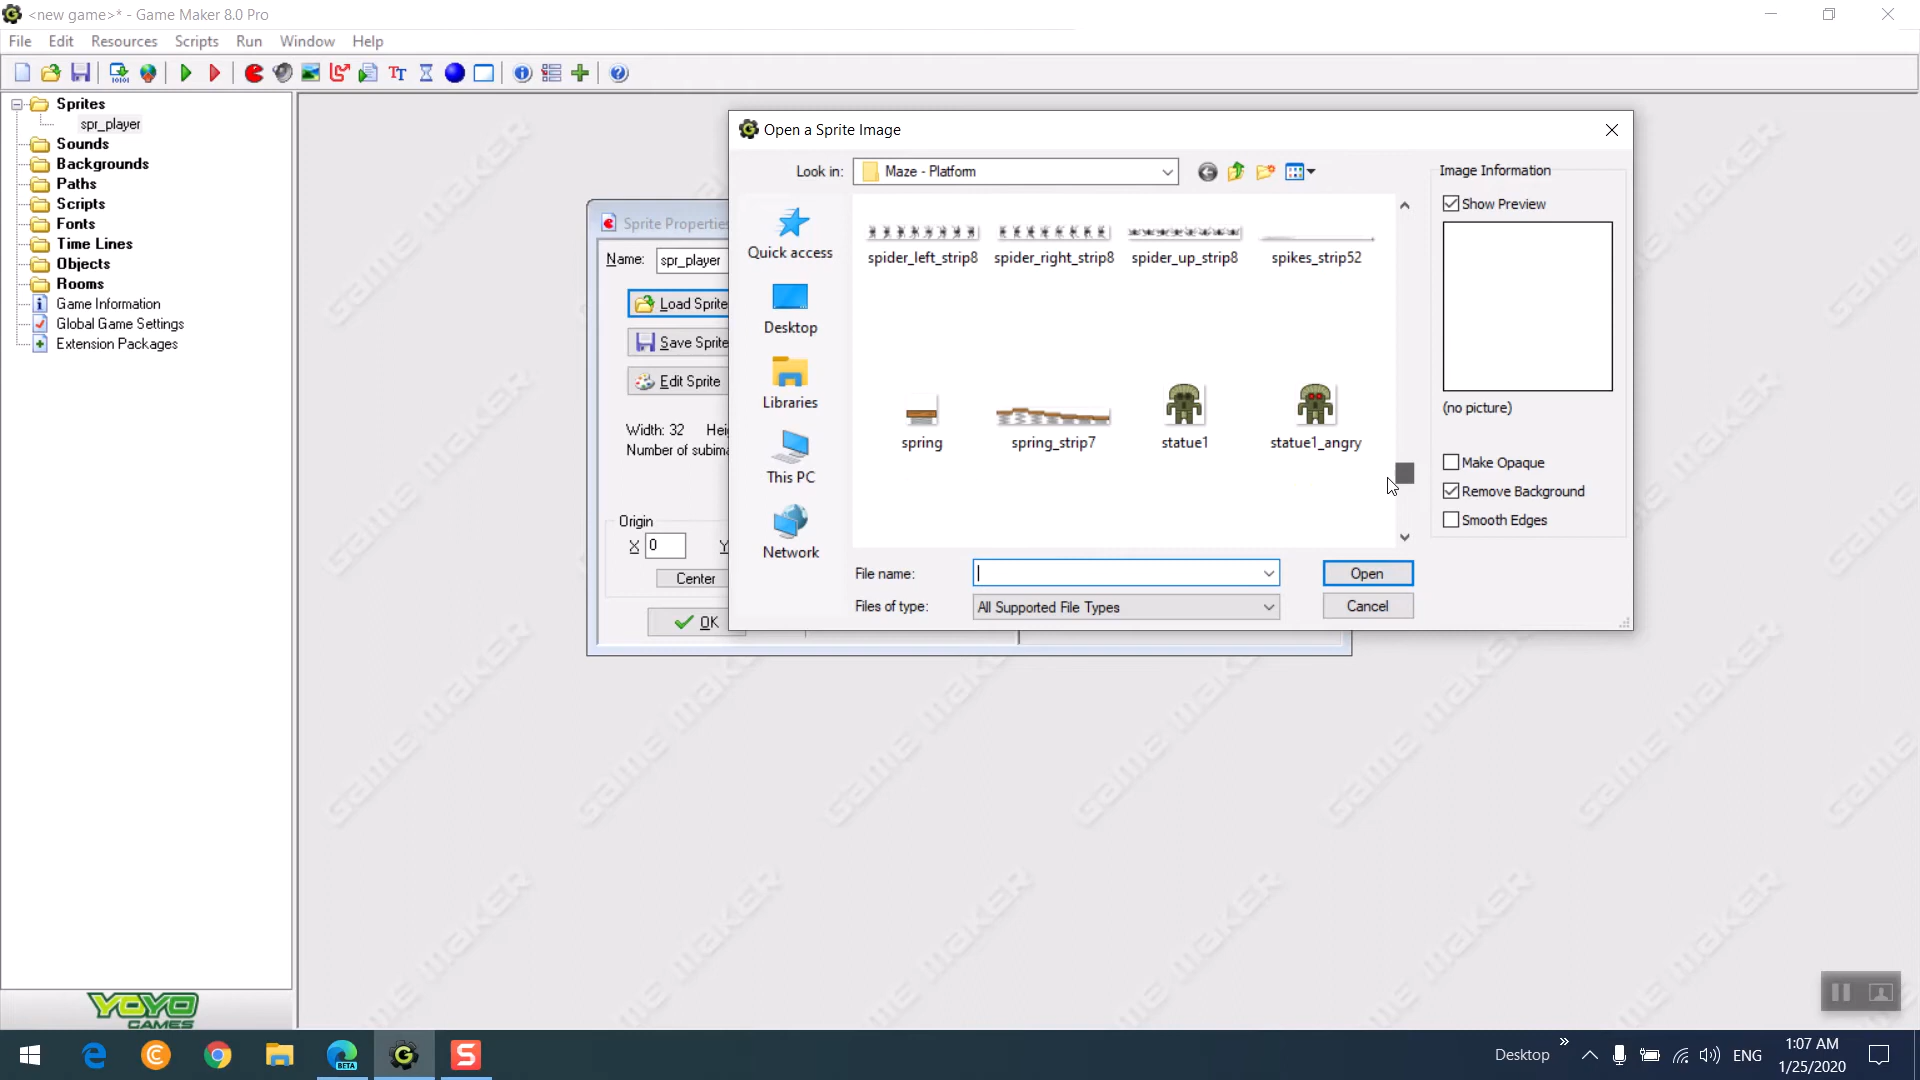 <new game>* - Game Maker 8.0 Pro
File Edit Resources Scripts Run Window Help
Sprites
spr_player
Sounds
Backgrounds
Paths
Scripts
Fonts
Time Lines
Objects
Rooms
Game Information
Global Game Settings
Extension Packages
YOYO GAMES
Sprite Properties
Name: spr_player
Load Sprite
Save Sprite
Edit Sprite
Width: 32
Origin
X 0 Y
Center
OK
Open a Sprite Image
Look in: Maze - Platform
Quick access
Desktop
Libraries
This PC
Network
spider_left_strip8 spider_right_strip8 spider_up_strip8 spikes_strip52
spring spring_strip7 statue1 statue1_angry
File name: Open
Files of type: All Supported File Types Cancel
Image Information
Show Preview
(no picture)
Make Opaque
Remove Background
Smooth Edges
GAME MAKER
Desktop ENG 1:07 AM
1/25/2020